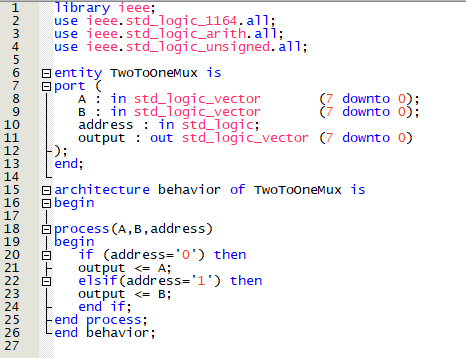 1 library ieee;
2 use ieee.std_logic_1164.all;
3 use ieee.std_logic_arith.all;
4 use ieee.std_logic_unsigned.all;
5
6 entity TwoToOneMux is
7 port (
8 A : in std_logic_vector (7 downto 0);
9 B : in std_logic_vector (7 downto 0);
10 address : in std_logic;
11 output : out std_logic_vector (7 downto 0)
12 );
13 end;
14
15 architecture behavior of TwoToOneMux is
16 begin
17
18 process(A,B,address)
19 begin
20 if (address='0') then
21 output <= A;
22 elsif(address='1') then
23 output <= B;
24 end if;
25 end process;
26 end behavior;
27